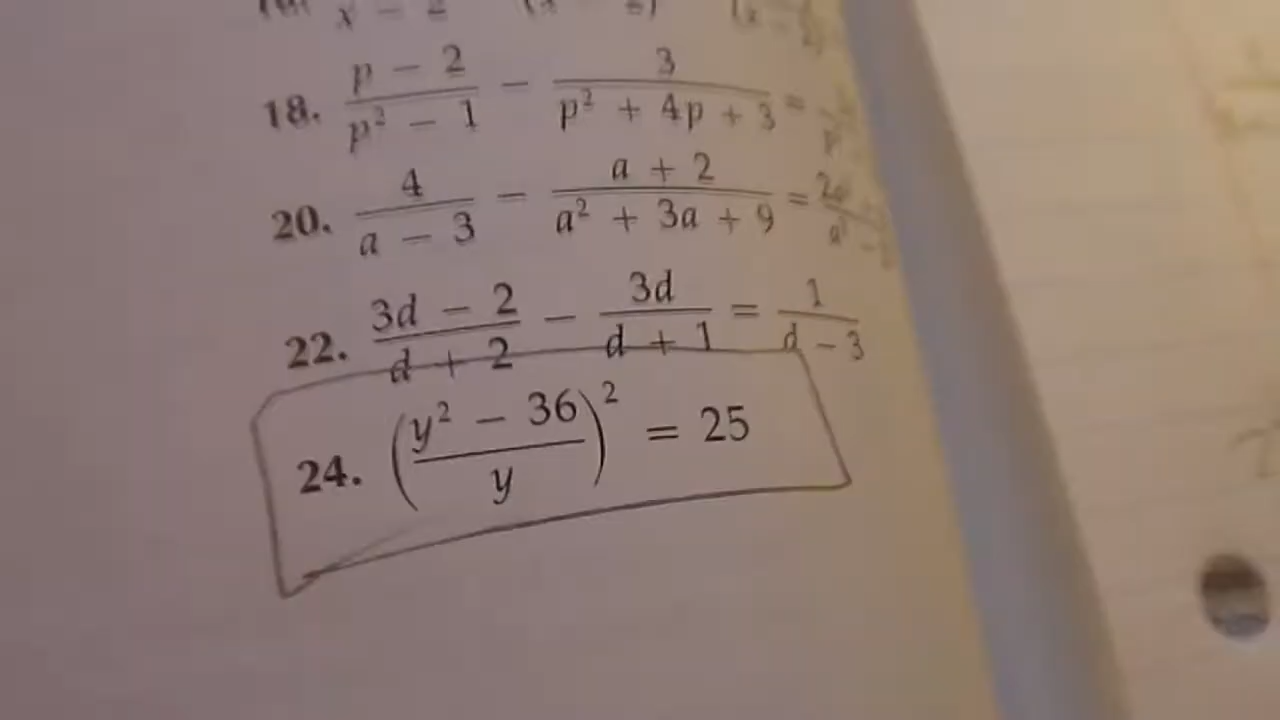 18. (p − 2)/(p² − 1) − 3/(p² + 4p + 3) =
20. 4/(a − 3) − (a + 2)/(a² + 3a + 9) =
22. (3d − 2)/(d + 2) − 3d/(d + 1) = 1/(d − 3)
24. ((y² − 36)/y)² = 25